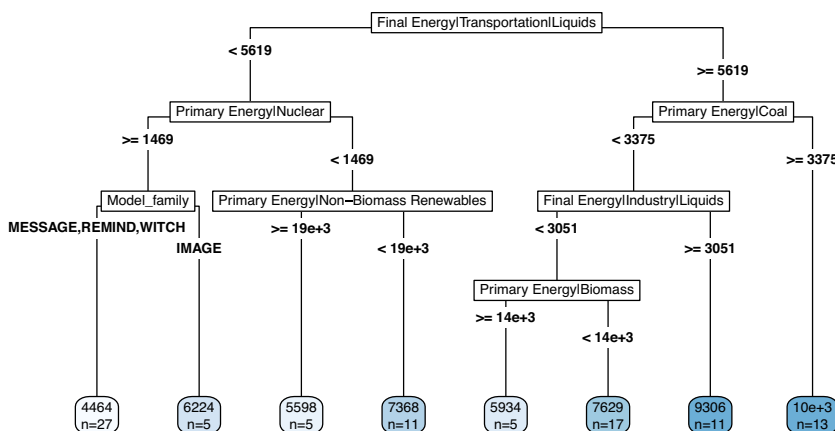 Final Energy|Transportation|Liquids
< 5619
>= 5619
Primary Energy|Nuclear
Primary Energy|Coal
>= 1469
< 1469
< 3375
>= 3375
Model_family
Primary Energy|Non−Biomass Renewables
Final Energy|Industry|Liquids
MESSAGE,REMIND,WITCH
IMAGE
>= 19e+3
< 19e+3
< 3051
>= 3051
Primary Energy|Biomass
>= 14e+3
< 14e+3
4464
n=27
6224
n=5
5598
n=5
7368
n=11
5934
n=5
7629
n=17
9306
n=11
10e+3
n=13